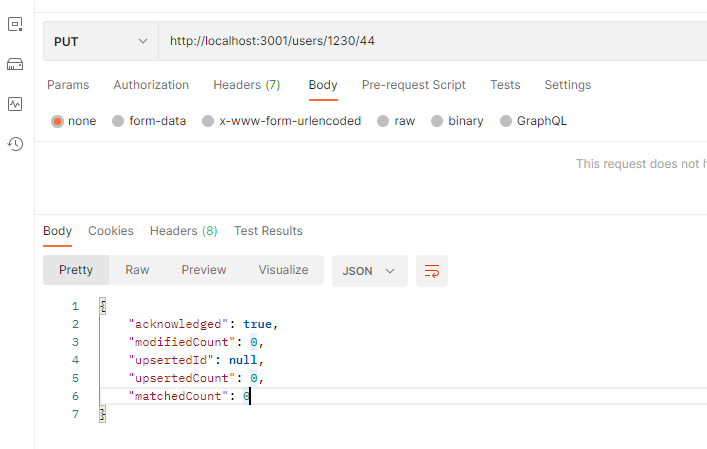 PUT http://localhost:3001/users/1230/44
Params Authorization Headers (7) Body Pre-request Script Tests Settings
none form-data x-www-form-urlencoded raw binary GraphQL
This request does not
Body Cookies Headers (8) Test Results
Pretty Raw Preview Visualize JSON
1 {
2 "acknowledged": true,
3 "modifiedCount": 0,
4 "upsertedId": null,
5 "upsertedCount": 0,
6 "matchedCount": 0
7 }